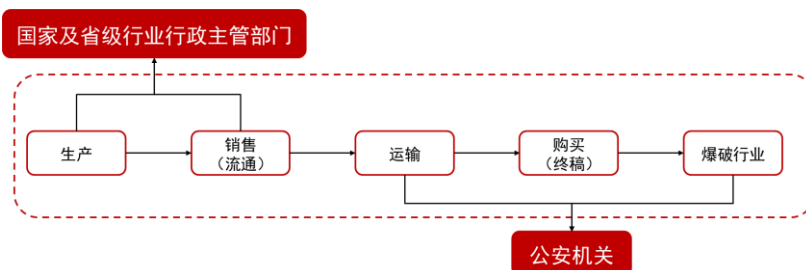 国家及省级行业行政主管部门
生产
销售
（流通）
运输
购买
（终稿）
爆破行业
公安机关